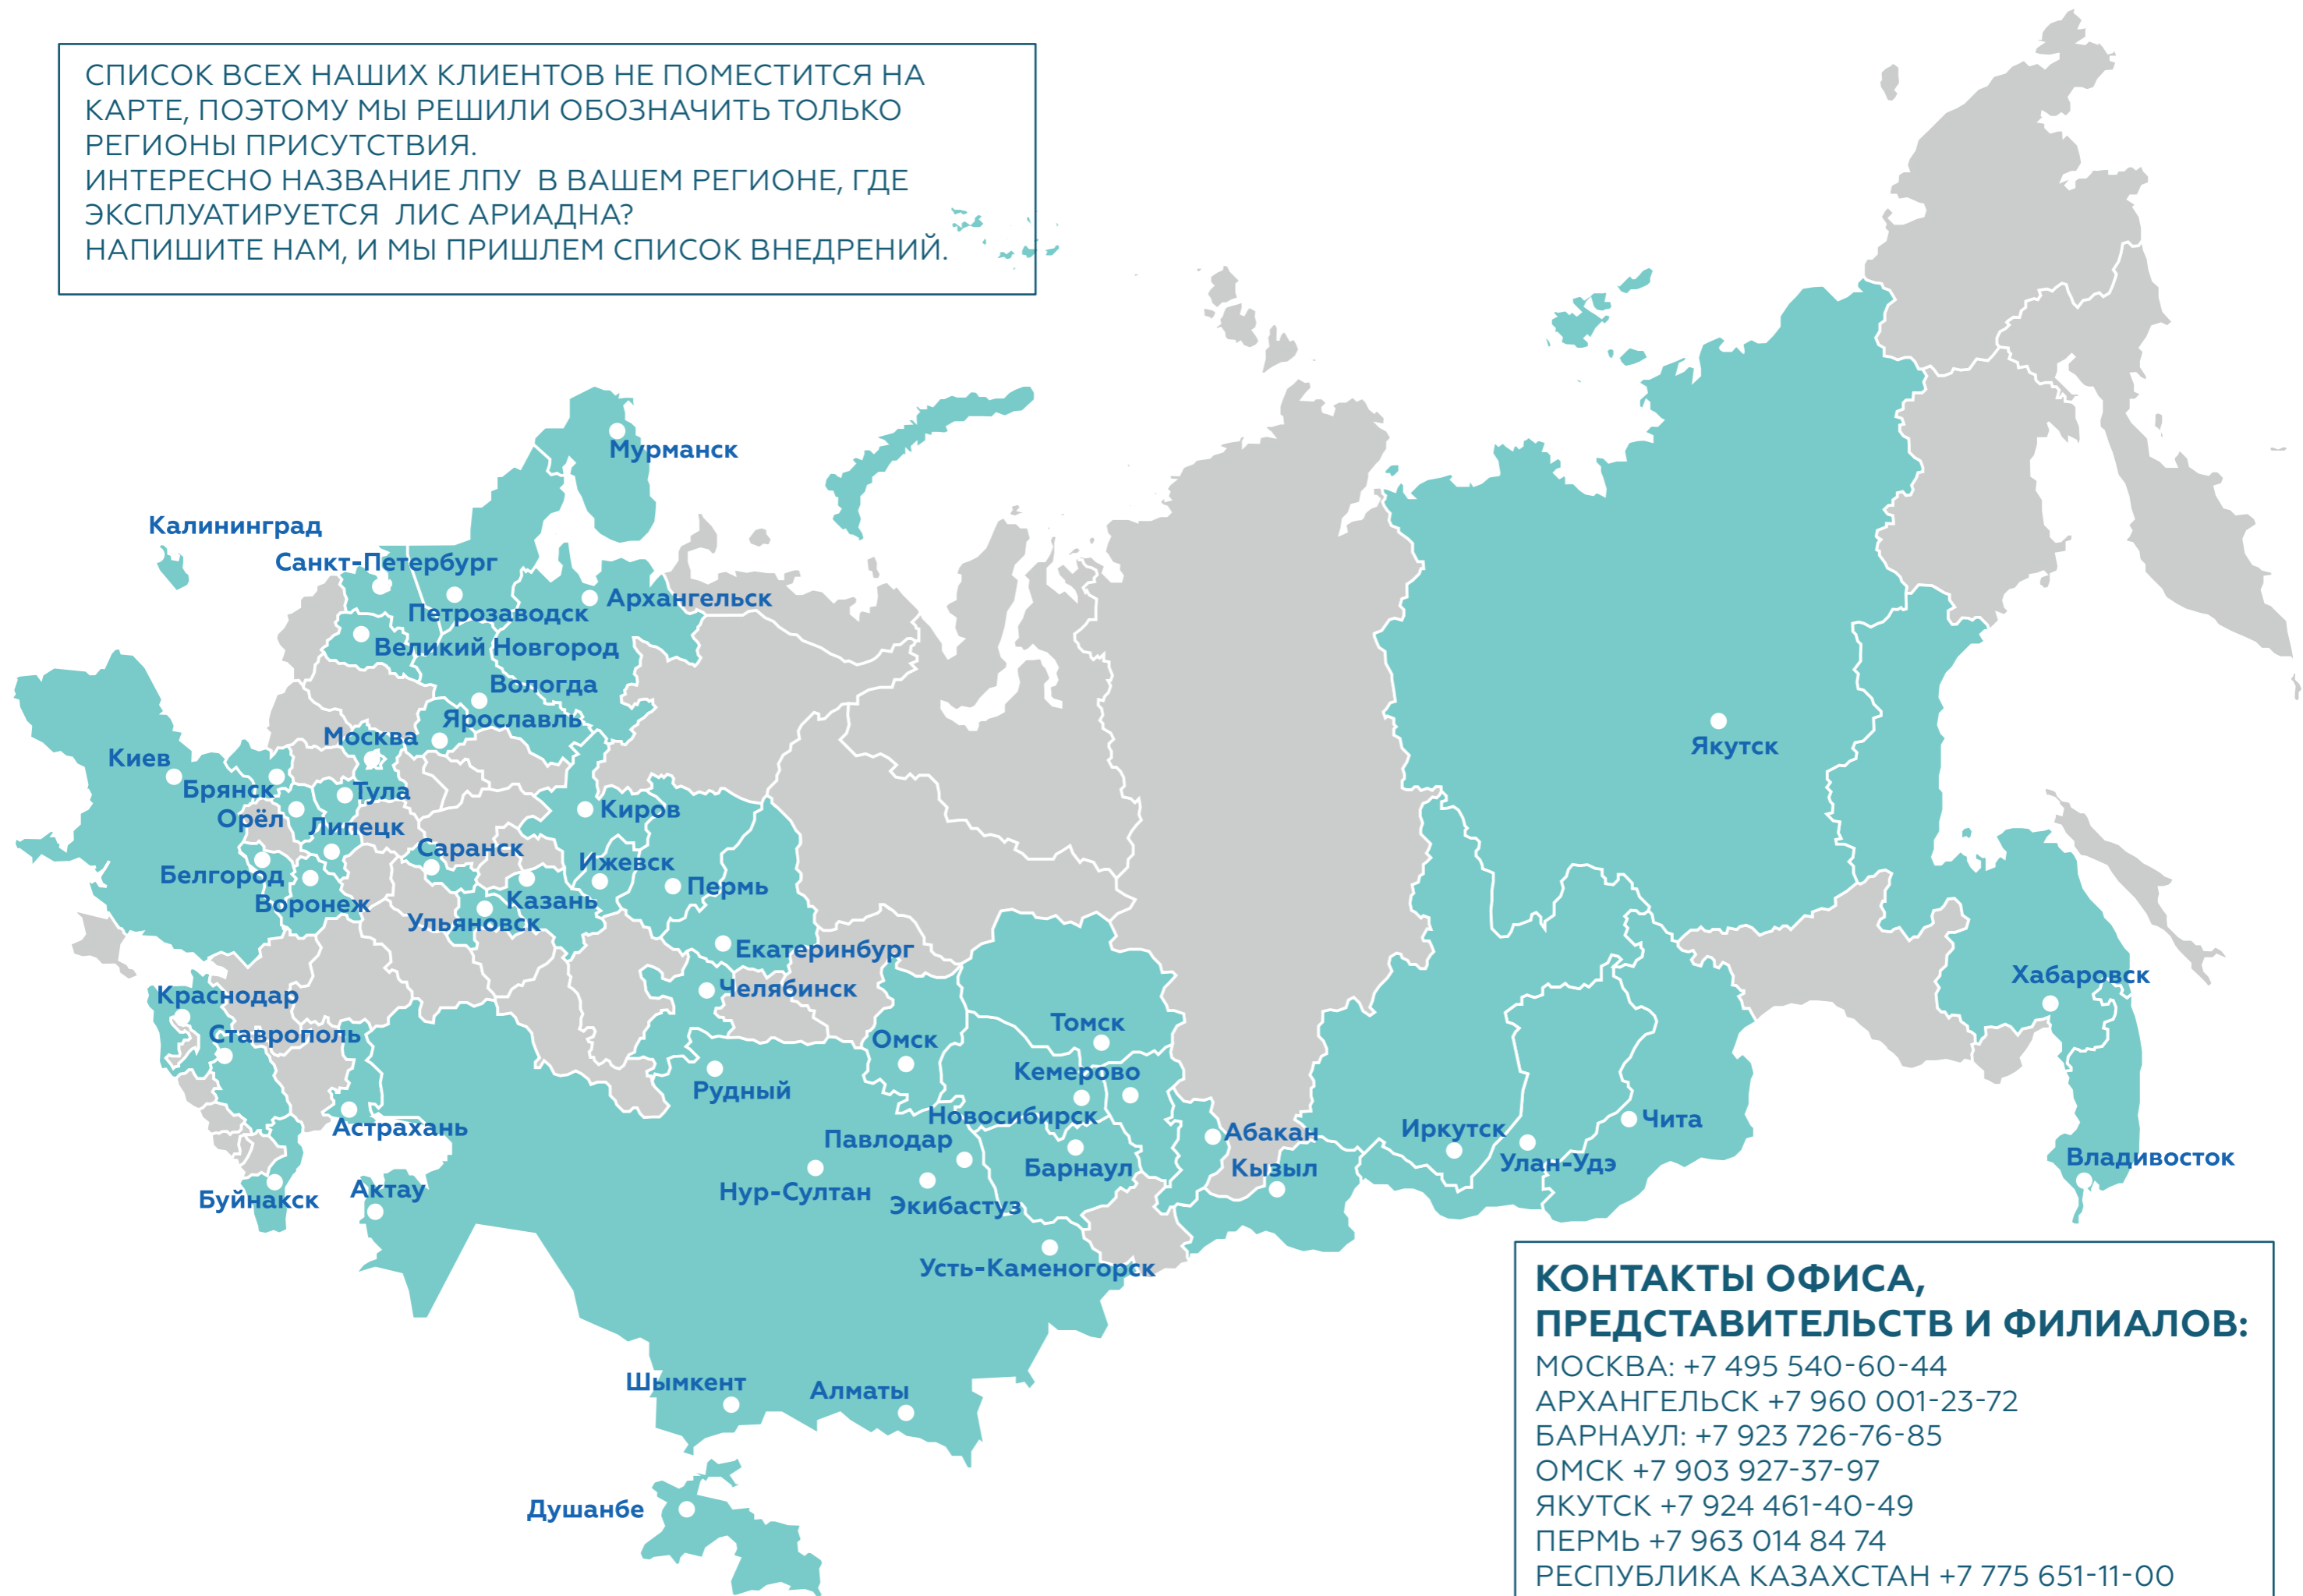 СПИСОК ВСЕХ НАШИХ КЛИЕНТОВ НЕ ПОМЕСТИТСЯ НА
КАРТЕ, ПОЭТОМУ МЫ РЕШИЛИ ОБОЗНАЧИТЬ ТОЛЬКО
РЕГИОНЫ ПРИСУТСТВИЯ.
ИНТЕРЕСНО НАЗВАНИЕ ЛПУ В ВАШЕМ РЕГИОНЕ, ГДЕ
ЭКСПЛУАТИРУЕТСЯ ЛИС АРИАДНА?
НАПИШИТЕ НАМ, И МЫ ПРИШЛЕМ СПИСОК ВНЕДРЕНИЙ.
Мурманск
Калининград
Санкт-Петербург
Архангельск
Петрозаводск
Великий Новгород
Вологда
Ярославль
Москва
Якутск
Киев
Брянск
Тула
Киров
Орёл
Липецк
Саранск
Ижевск
Белгород
Пермь
Казань
Воронеж
Ульяновск
Екатеринбург
Хабаровск
Челябинск
Краснодар
Томск
Ставрополь
Омск
Кемерово
Рудный
Новосибирск
Чита
Астрахань
Иркутск
Абакан
Павлодар
Владивосток
Улан-Удэ
Барнаул
Кызыл
Актау
Нур-Султан
Буйнакск
Экибастуз
Усть-Каменогорск
Шымкент
Алматы
Душанбе
КОНТАКТЫ ОФИСА,
ПРЕДСТАВИТЕЛЬСТВ И ФИЛИАЛОВ:
МОСКВА: +7 495 540-60-44
АРХАНГЕЛЬСК +7 960 001-23-72
БАРНАУЛ: +7 923 726-76-85
ОМСК +7 903 927-37-97
ЯКУТСК +7 924 461-40-49
ПЕРМЬ +7 963 014 84 74
РЕСПУБЛИКА КАЗАХСТАН +7 775 651-11-00